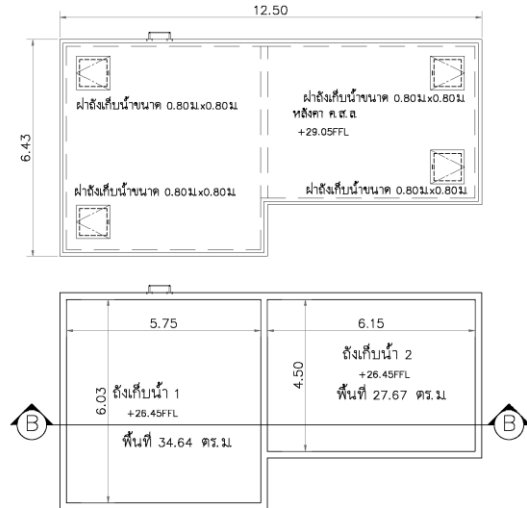 12.50
6.43
ฝาถังเก็บน้ำขนาด 0.80ม.x0.80ม.
ฝาถังเก็บน้ำขนาด 0.80ม.x0.80ม.
หลังคา ค.ส.ล.
+29.05FFL
ฝาถังเก็บน้ำขนาด 0.80ม.x0.80ม.
ฝาถังเก็บน้ำขนาด 0.80ม.x0.80ม.
5.75
6.15
6.03
4.50
ถังเก็บน้ำ 1
+26.45FFL
พื้นที่ 34.64 ตร.ม.
ถังเก็บน้ำ 2
+26.45FFL
พื้นที่ 27.67 ตร.ม.
B
B